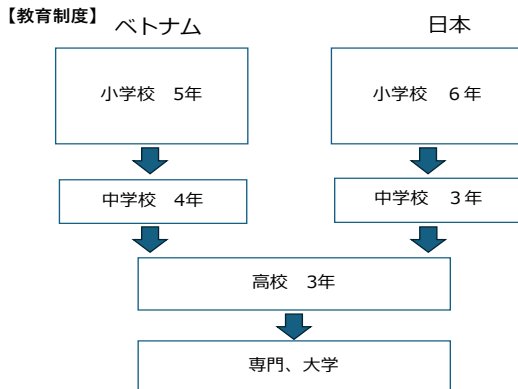 【教育制度】
ベトナム
日本
小学校　5年
小学校　６年
中学校　4年
中学校　３年
高校　3年
専門、大学